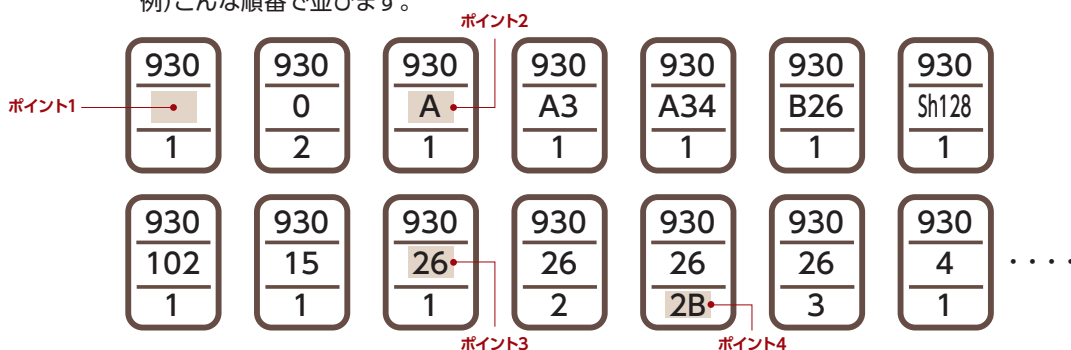 例)こんな順番で並びます。
ポイント2
930 930 930 930 930 930 930
ポイント1
0 A A3 A34 B26 Sh128
1 2 1 1 1 1 1
930 930 930 930 930 930 930
102 15 26 26 26 26 4 ・・・・
1 1 1 2 2B 3 1
ポイント3 ポイント4